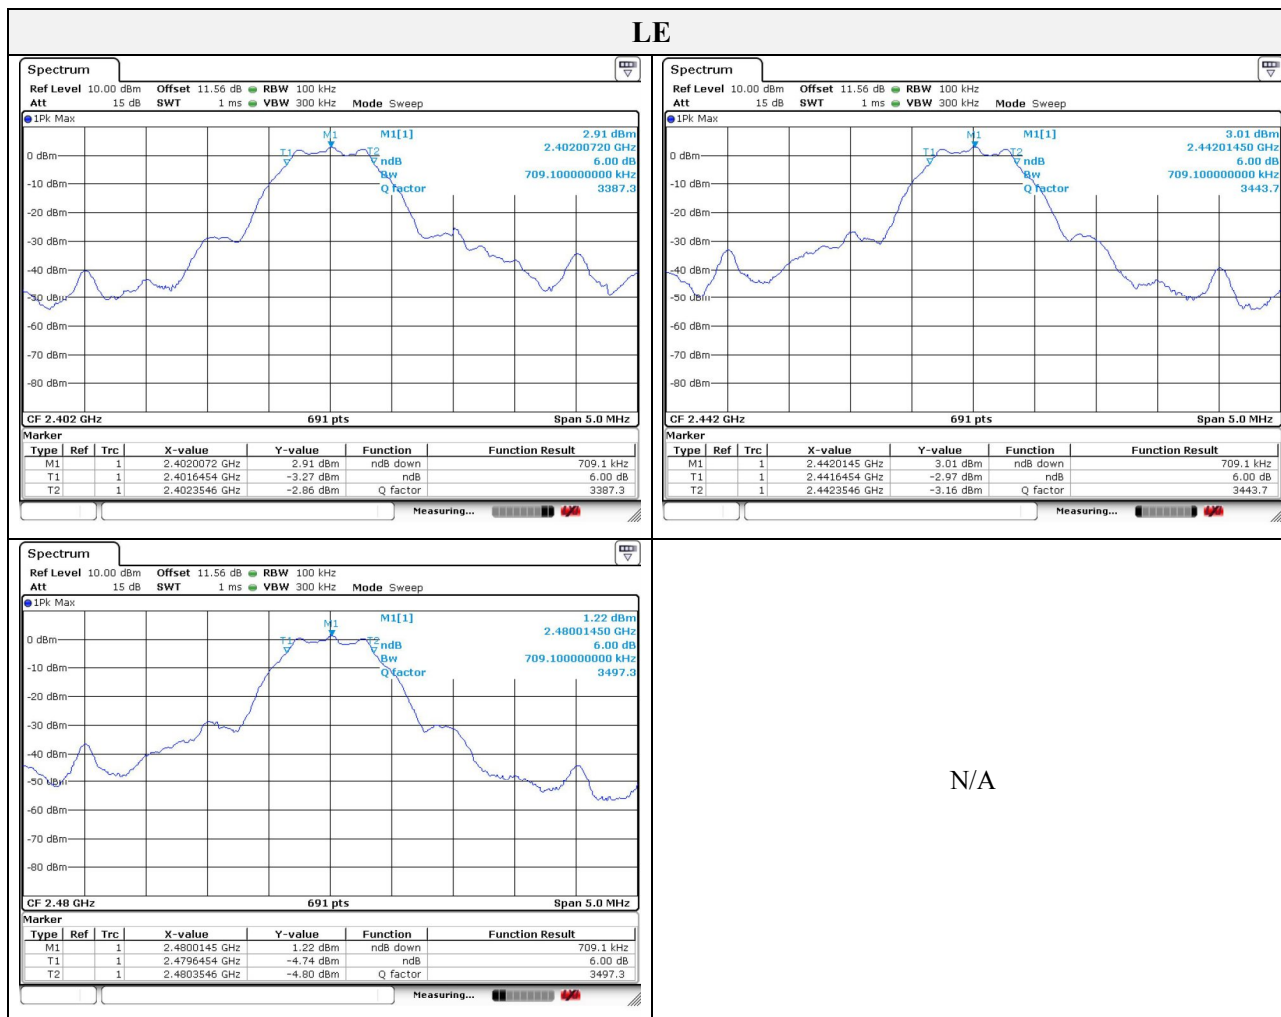 LE
Spectrum
Ref Level 10.00 dBm Offset 11.56 dB RBW 100 kHz
Att 15 dB SWT 1 ms VBW 300 kHz Mode Sweep
1Pk Max
M1[1] 2.91 dBm
2.40200720 GHz
ndB 6.00 dB
Bw 709.100000000 kHz
Q factor 3387.3
M1
T1
T2
0 dBm
-10 dBm
-20 dBm
-30 dBm
-40 dBm
-50 dBm
-60 dBm
-70 dBm
-80 dBm
CF 2.402 GHz 691 pts Span 5.0 MHz
Marker
Type Ref Trc X-value Y-value Function Function Result
M1 1 2.4020072 GHz 2.91 dBm ndB down 709.1 kHz
T1 1 2.4016454 GHz -3.27 dBm ndB 6.00 dB
T2 1 2.4023546 GHz -2.86 dBm Q factor 3387.3
Measuring...
Spectrum
Ref Level 10.00 dBm Offset 11.56 dB RBW 100 kHz
Att 15 dB SWT 1 ms VBW 300 kHz Mode Sweep
1Pk Max
M1[1] 3.01 dBm
2.44201450 GHz
ndB 6.00 dB
Bw 709.100000000 kHz
Q factor 3443.7
M1
T1
T2
0 dBm
-10 dBm
-20 dBm
-30 dBm
-40 dBm
-50 dBm
-60 dBm
-70 dBm
-80 dBm
CF 2.442 GHz 691 pts Span 5.0 MHz
Marker
Type Ref Trc X-value Y-value Function Function Result
M1 1 2.4420145 GHz 3.01 dBm ndB down 709.1 kHz
T1 1 2.4416454 GHz -2.97 dBm ndB 6.00 dB
T2 1 2.4423546 GHz -3.16 dBm Q factor 3443.7
Measuring...
Spectrum
Ref Level 10.00 dBm Offset 11.56 dB RBW 100 kHz
Att 15 dB SWT 1 ms VBW 300 kHz Mode Sweep
1Pk Max
M1[1] 1.22 dBm
2.48001450 GHz
ndB 6.00 dB
Bw 709.100000000 kHz
Q factor 3497.3
M1
T1
T2
0 dBm
-10 dBm
-20 dBm
-30 dBm
-40 dBm
-50 dBm
-60 dBm
-70 dBm
-80 dBm
CF 2.48 GHz 691 pts Span 5.0 MHz
Marker
Type Ref Trc X-value Y-value Function Function Result
M1 1 2.4800145 GHz 1.22 dBm ndB down 709.1 kHz
T1 1 2.4796454 GHz -4.74 dBm ndB 6.00 dB
T2 1 2.4803546 GHz -4.80 dBm Q factor 3497.3
Measuring...
N/A